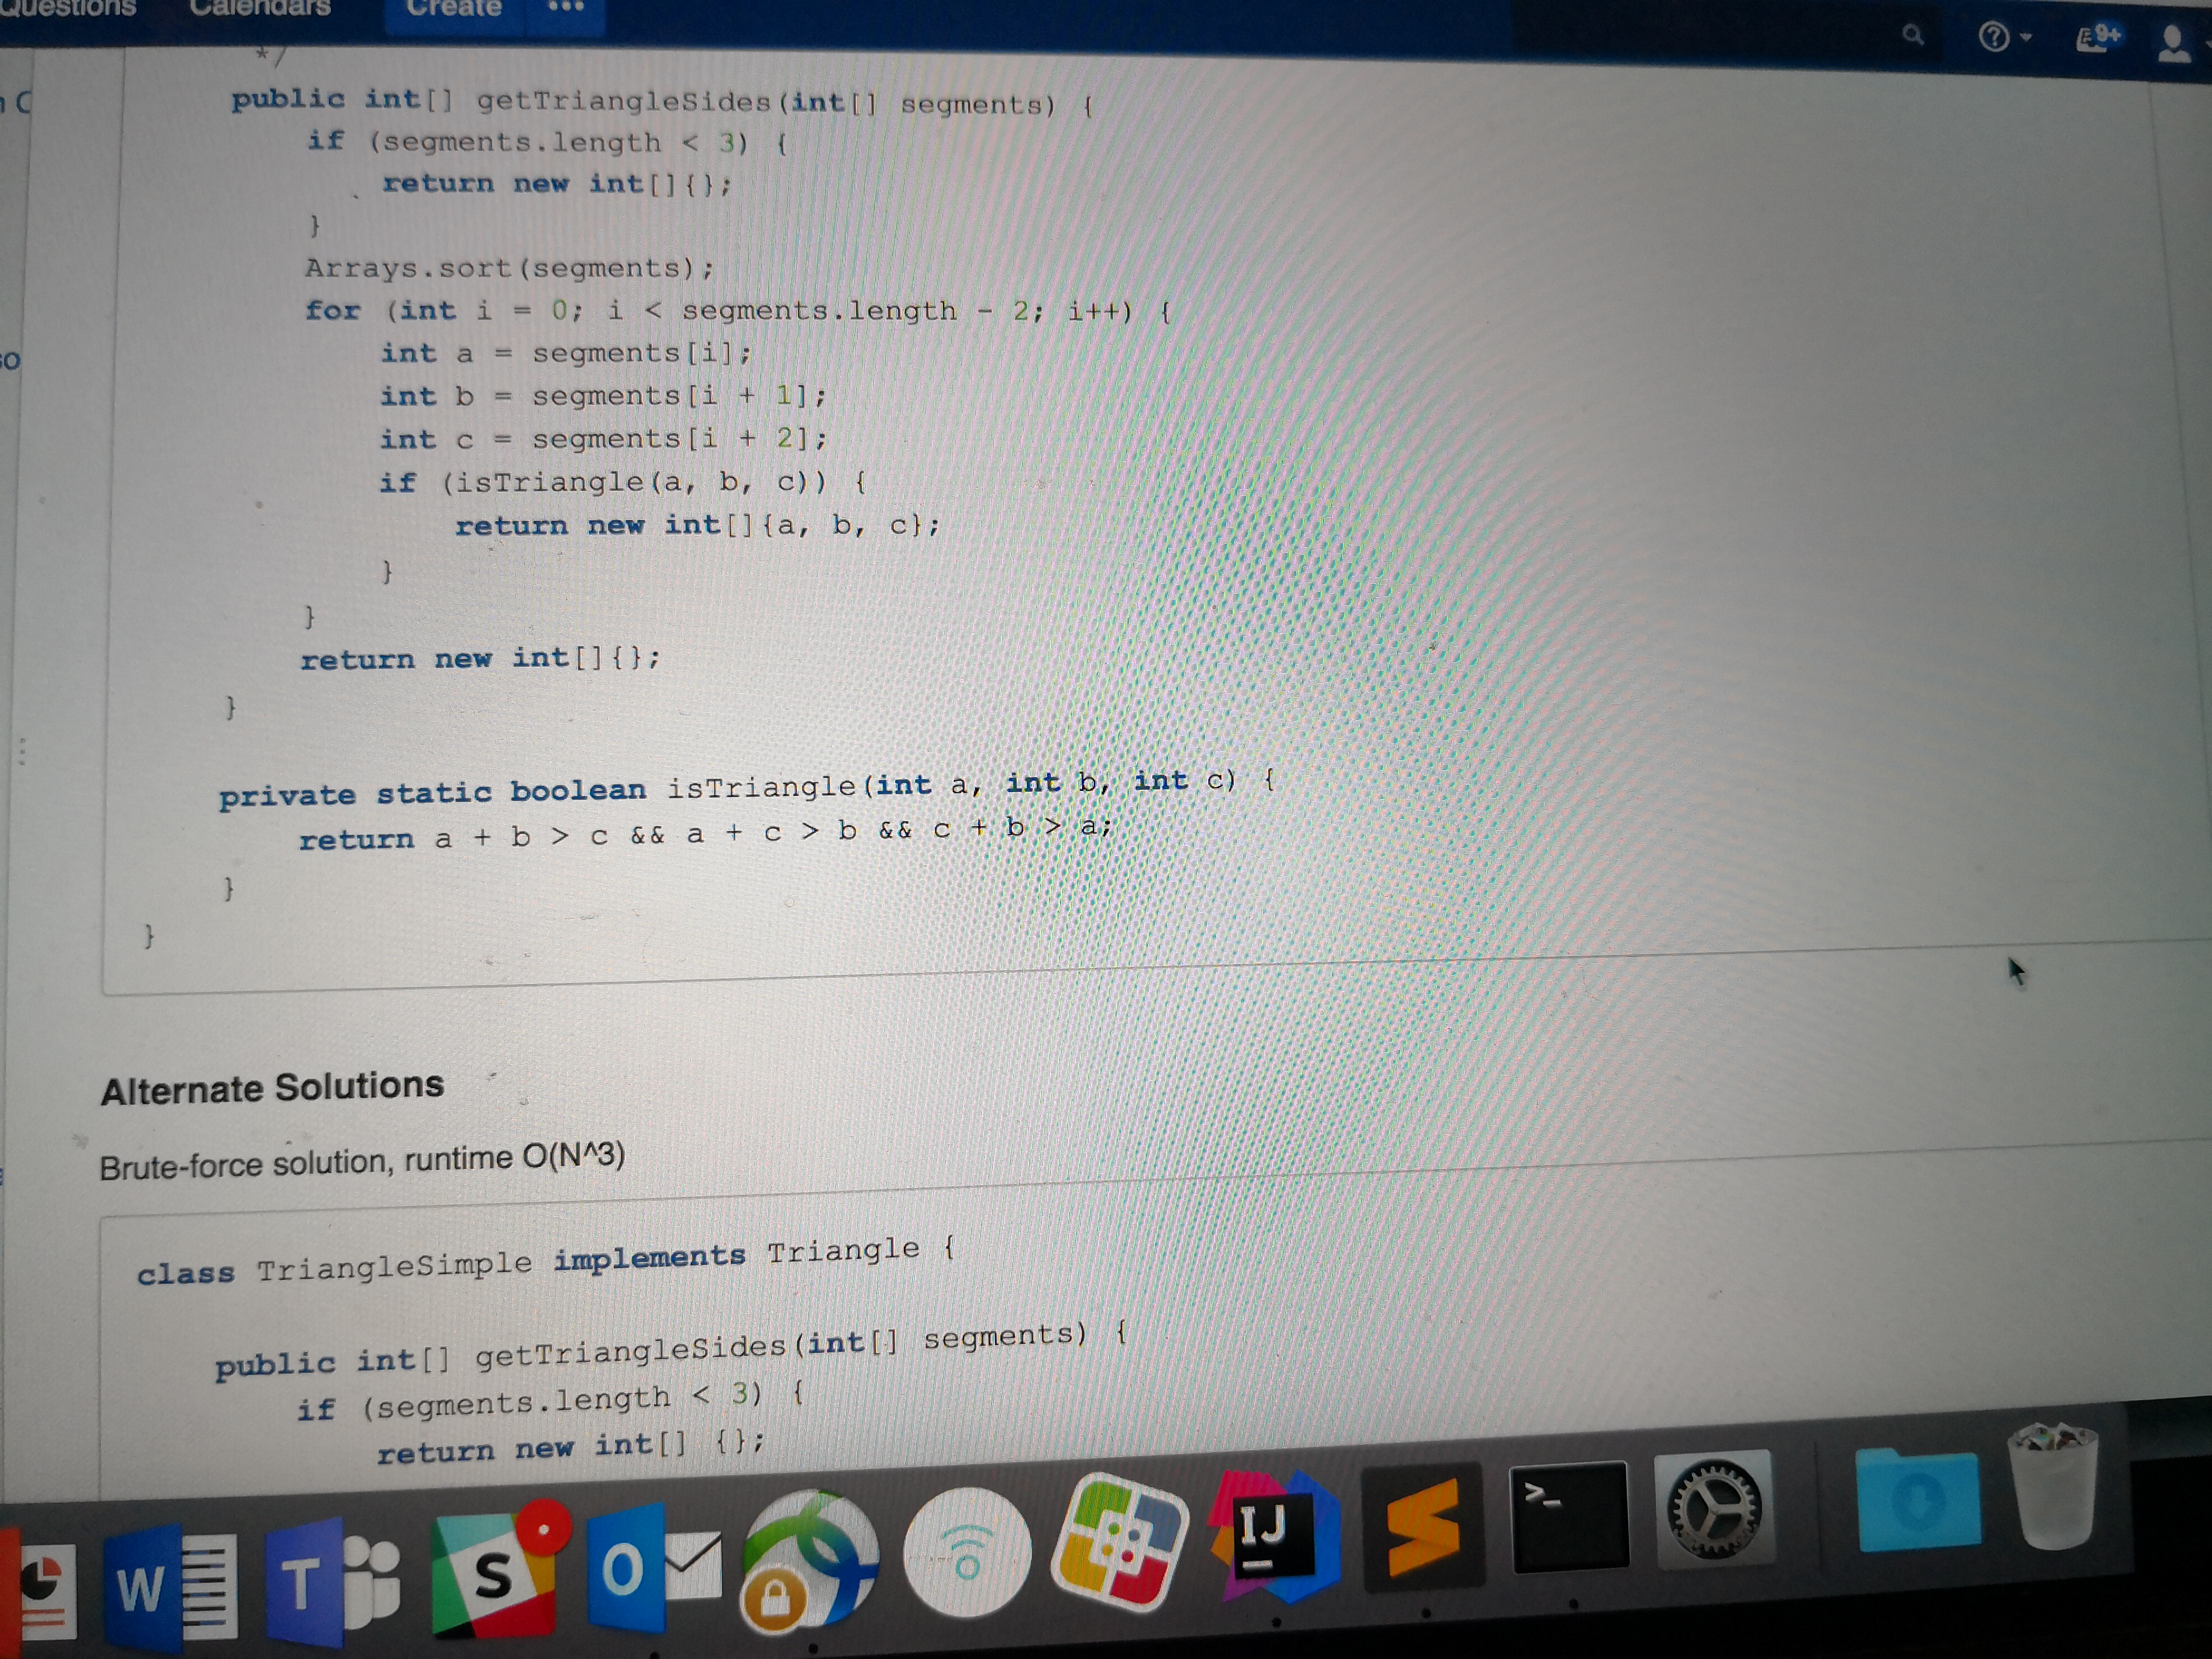 Questions Calendars Create
*/
public int[] getTriangleSides(int[] segments) {
if (segments.length < 3) {
return new int[]{};
}
Arrays.sort(segments);
for (int i = 0; i < segments.length - 2; i++) {
int a = segments[i];
int b = segments[i + 1];
int c = segments[i + 2];
if (isTriangle(a, b, c)) {
return new int[]{a, b, c};
}
}
return new int[]{};
}
private static boolean isTriangle(int a, int b, int c) {
return a + b > c && a + c > b && c + b > a;
}
}
Alternate Solutions
Brute-force solution, runtime O(N^3)
class TriangleSimple implements Triangle {
public int[] getTriangleSides(int[] segments) {
if (segments.length < 3) {
return new int[] {};
W T S O IJ >_